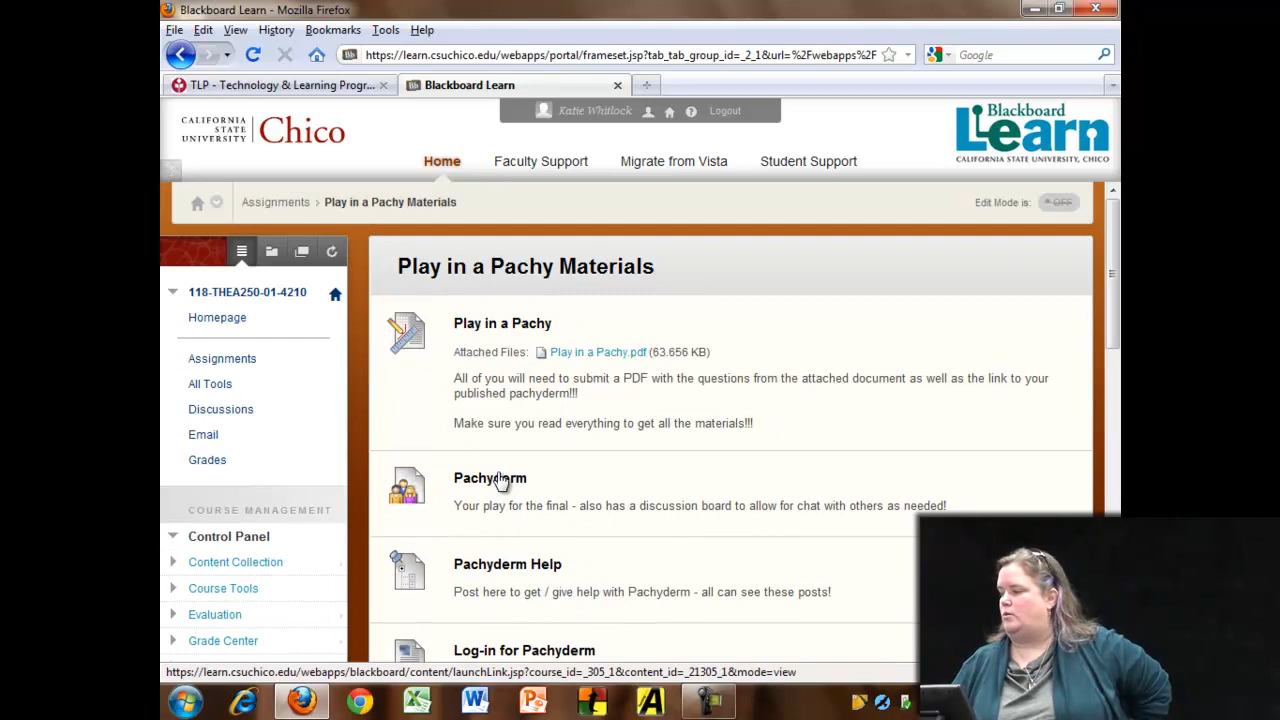 Blackboard Learn - Mozilla Firefox
File Edit View History Bookmarks Tools Help
https://learn.csuchico.edu/webapps/portal/frameset.jsp?tab_tab_group_id=_2_1&url=%2Fwebapps%2F
Google
TLP - Technology & Learning Progr...
Blackboard Learn
Katie Whitlock
Logout
CALIFORNIA STATE UNIVERSITY, Chico
Blackboard
Learn
CALIFORNIA STATE UNIVERSITY, CHICO
Home Faculty Support Migrate from Vista Student Support
Assignments › Play in a Pachy Materials
Edit Mode is: OFF
118-THEA250-01-4210
Homepage
Assignments
All Tools
Discussions
Email
Grades
COURSE MANAGEMENT
Control Panel
Content Collection
Course Tools
Evaluation
Grade Center
Play in a Pachy Materials
Play in a Pachy
Attached Files: Play in a Pachy.pdf (63.656 KB)
All of you will need to submit a PDF with the questions from the attached document as well as the link to your
published pachyderm!!!
Make sure you read everything to get all the materials!!!
Pachyderm
Your play for the final - also has a discussion board to allow for chat with others as needed!
Pachyderm Help
Post here to get / give help with Pachyderm - all can see these posts!
Log-in for Pachyderm
https://learn.csuchico.edu/webapps/blackboard/content/launchLink.jsp?course_id=_305_1&content_id=_21305_1&mode=view